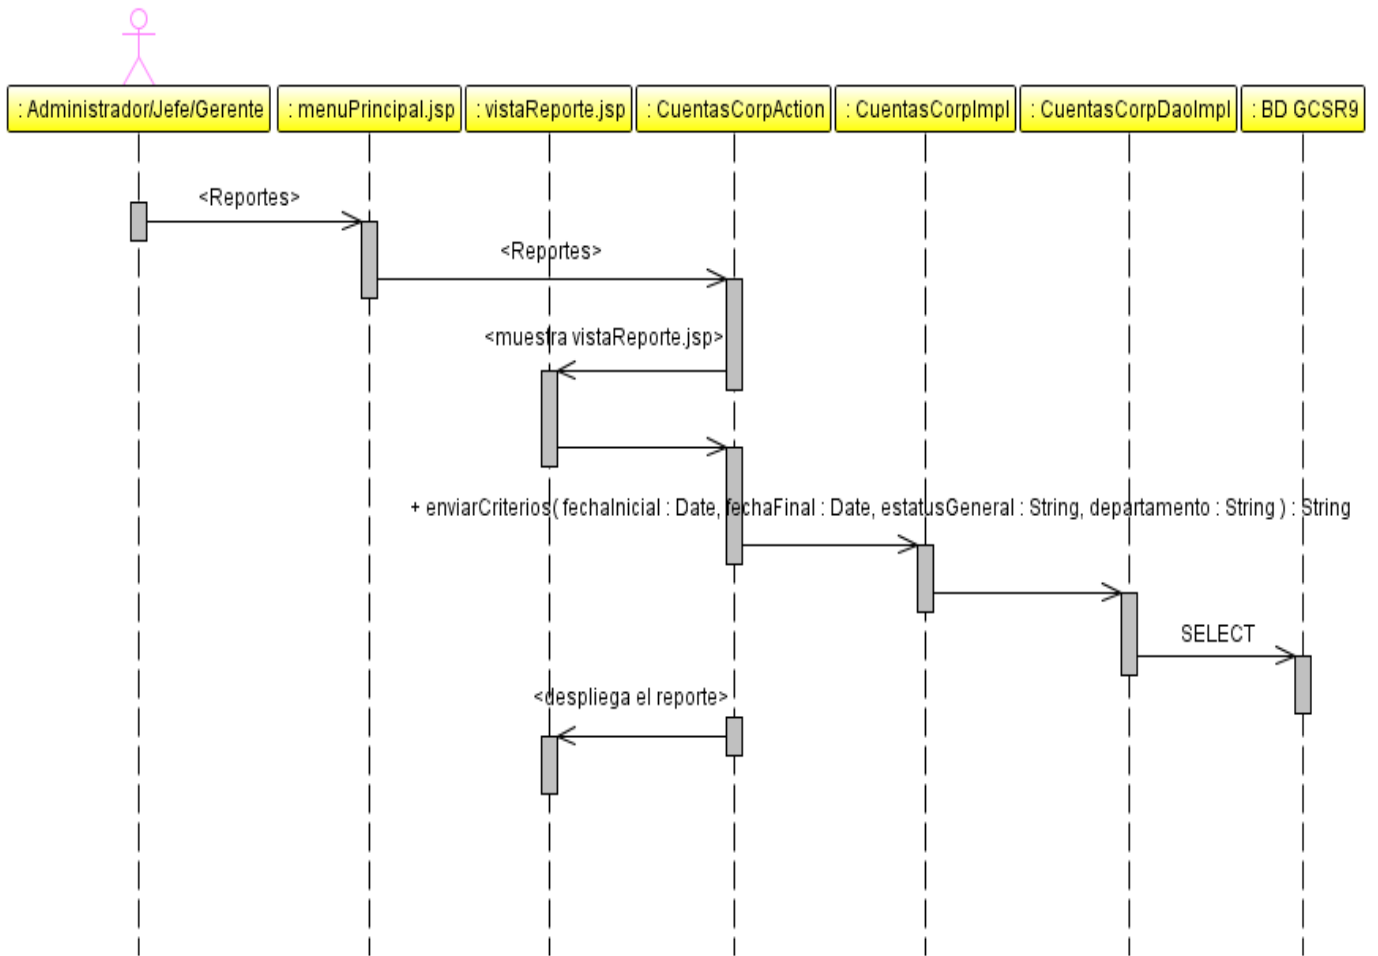 : Administrador/Jefe/Gerente
: menuPrincipal.jsp
: vistaReporte.jsp
: CuentasCorpAction
: CuentasCorpImpl
: CuentasCorpDaoImpl
: BD GCSR9
<Reportes>
<Reportes>
<muestra vistaReporte.jsp>
+ enviarCriterios( fechaInicial : Date, fechaFinal : Date, estatusGeneral : String, departamento : String ) : String
SELECT
<despliega el reporte>